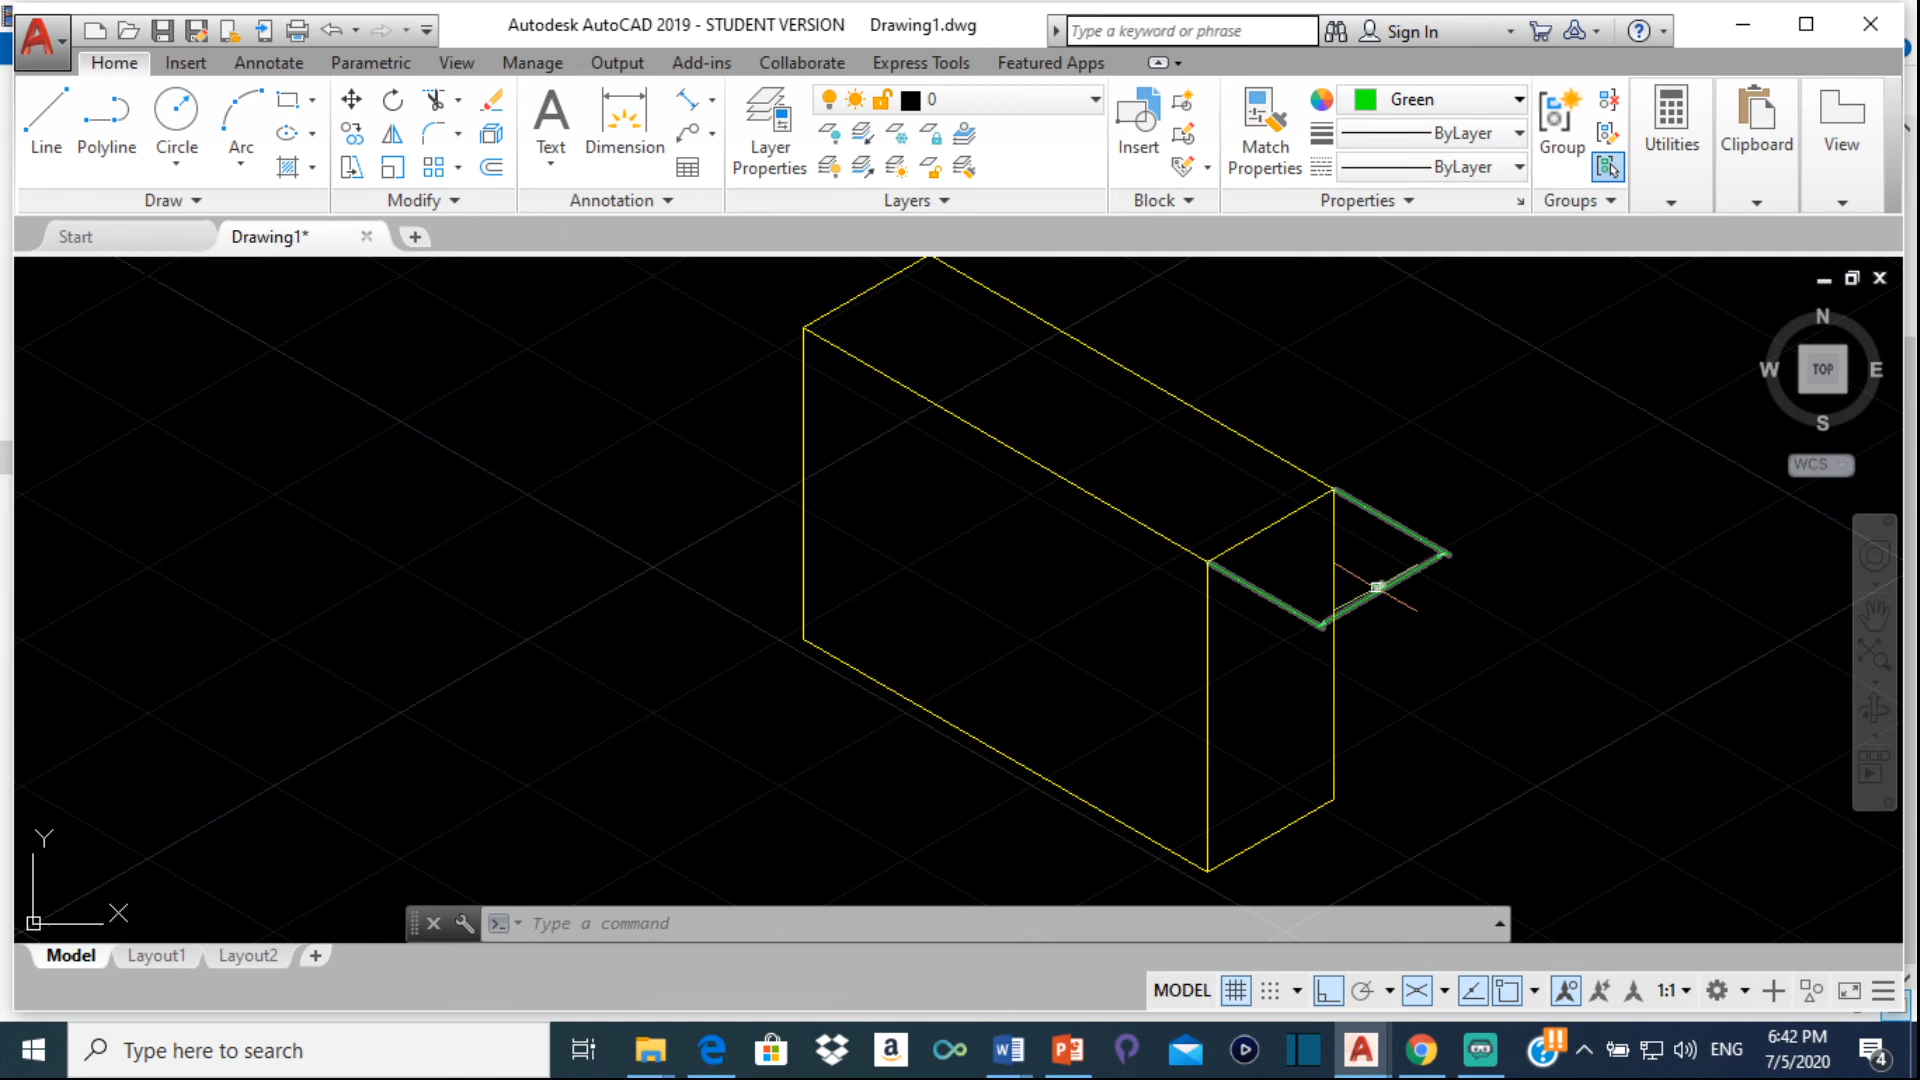 Autodesk AutoCAD 2019 - STUDENT VERSION Drawing1.dwg
Type a keyword or phrase
Sign In
Home Insert Annotate Parametric View Manage Output Add-ins Collaborate Express Tools Featured Apps
0
Green
ByLayer
ByLayer
Line Polyline Circle Arc
Text Dimension
Layer Properties
Insert
Match Properties
Group
Utilities
Clipboard
View
Draw Modify Annotation Layers Block Properties Groups
Start Drawing1*
N
W TOP E
S
WCS
Y
X
Type a command
Model Layout1 Layout2
MODEL 1:1
Type here to search
ENG
6:42 PM
7/5/2020
4